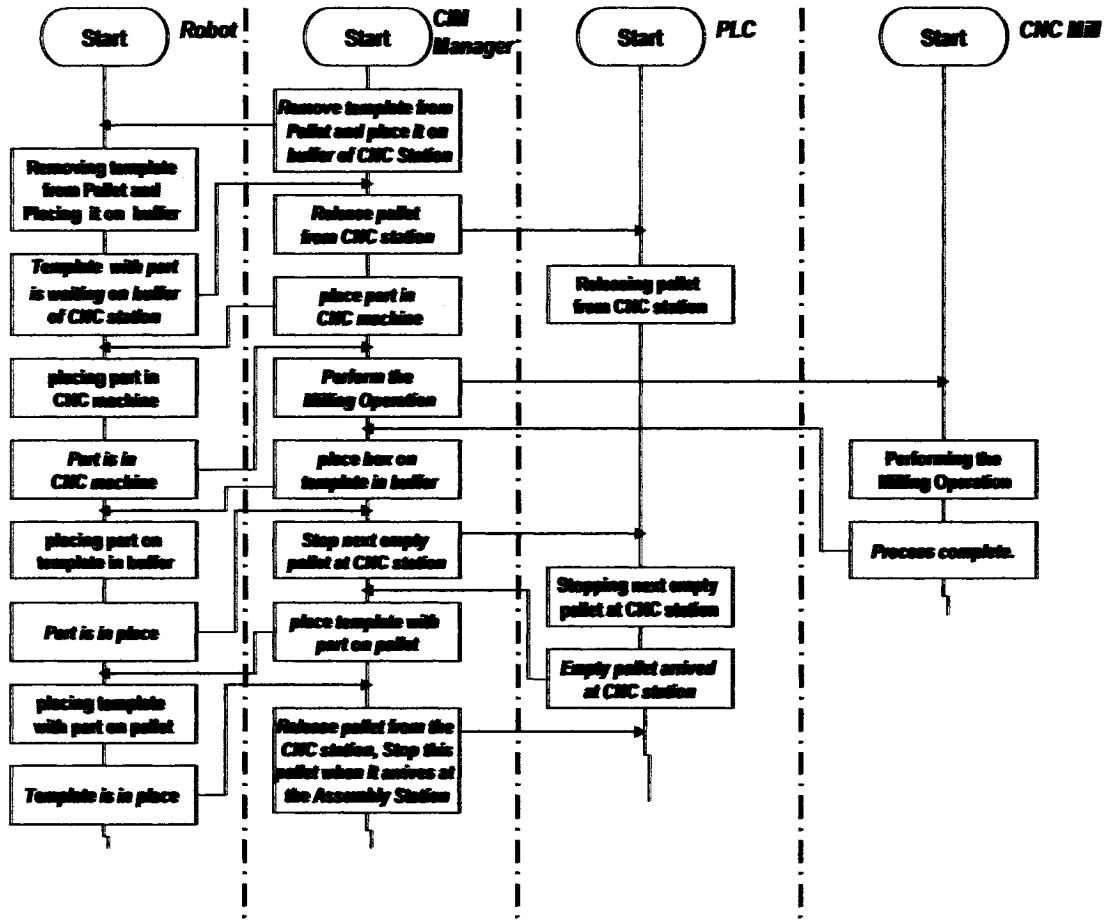 Start
Robot
Start
CIM
Manager
Start
PLC
Start
CNC Mill
Removing template
from Pallet and
Placing it on buffer
Template with part
is waiting on buffer
of CNC station
placing part in
CNC machine
Part is in
CNC machine
placing part on
template in buffer
Part is in place
placing template
with part on pallet
Template is in place
Remove template from
Pallet and place it on
buffer of CNC Station
Release pallet
from CNC station
place part in
CNC machine
Perform the
Milling Operation
place box on
template in buffer
Stop next empty
pallet at CNC station
place template with
part on pallet
Release pallet from the
CNC station, Stop this
pallet when it arrives at
the Assembly Station
Releasing pallet
from CNC station
Stopping next empty
pallet at CNC station
Empty pallet arrived
at CNC station
Performing the
Milling Operation
Process complete.